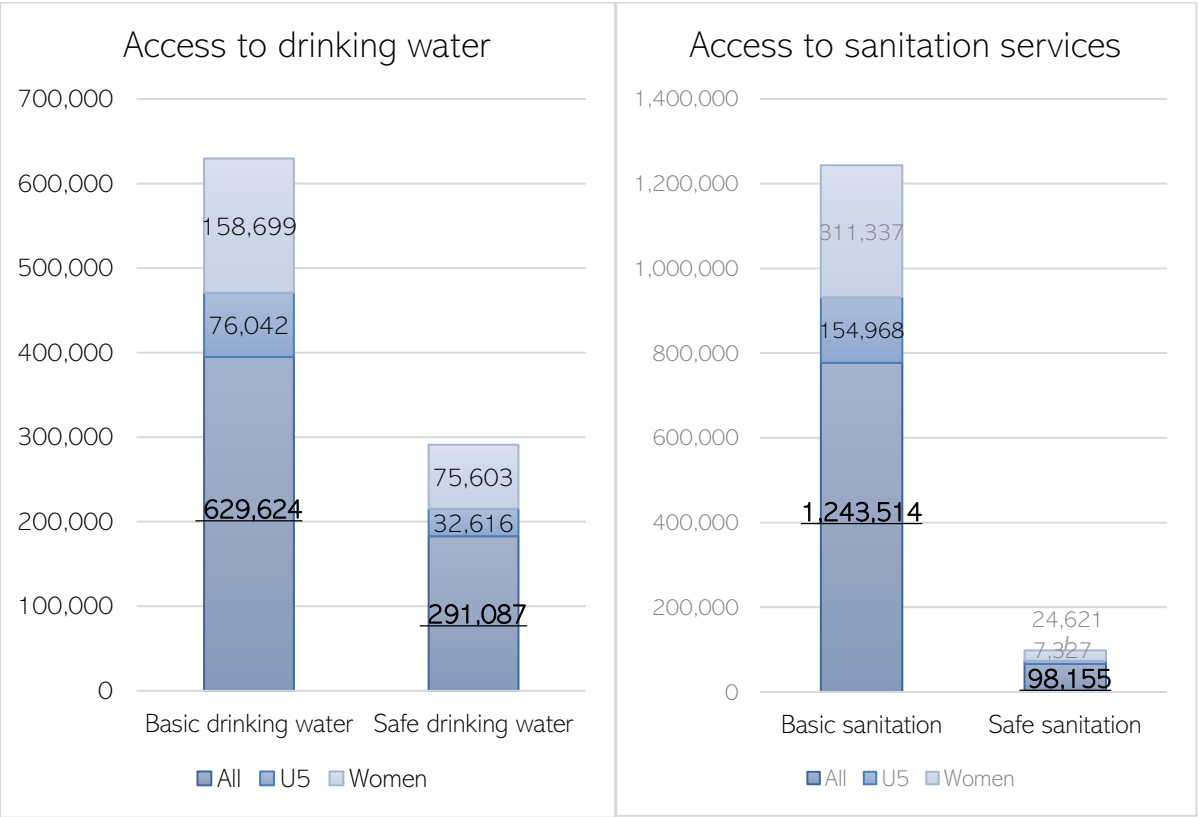 Access to drinking water
700,000
600,000
500,000
400,000
300,000
200,000
100,000
0
158,699
76,042
629,624
75,603
32,616
291,087
Basic drinking water
Safe drinking water
All
U5
Women
Access to sanitation services
1,400,000
1,200,000
1,000,000
800,000
600,000
400,000
200,000
0
311,337
154,968
1,243,514
24,621
7,327
98,155
Basic sanitation
Safe sanitation
All
U5
Women